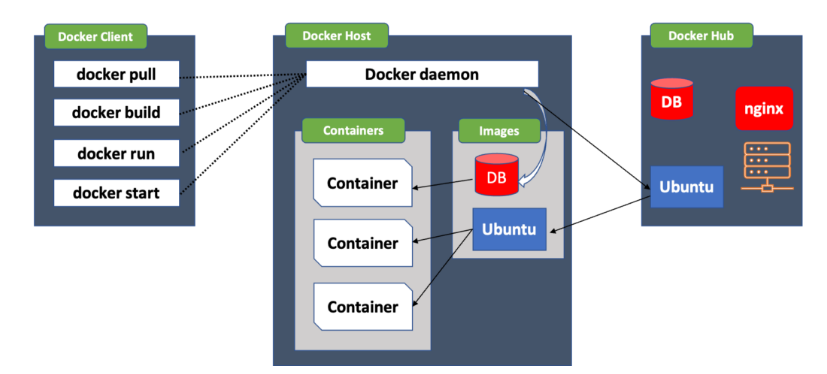 Docker Client
docker pull
docker build
docker run
docker start
Docker Host
Docker daemon
Containers
Container
Container
Container
Images
DB
Ubuntu
Docker Hub
DB
nginx
Ubuntu